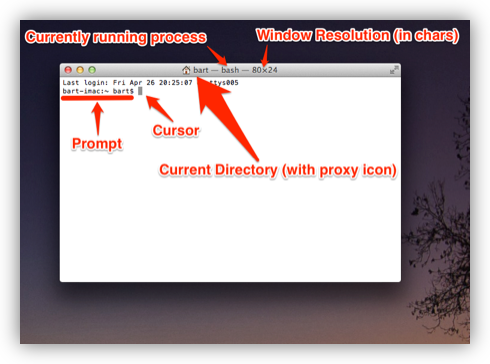 Currently running process
Window Resolution (in chars)
bart — bash — 80×24
Last login: Fri Apr 26 20:25:07 ttys005
bart-imac:~ bart$
Prompt
Cursor
Current Directory (with proxy icon)